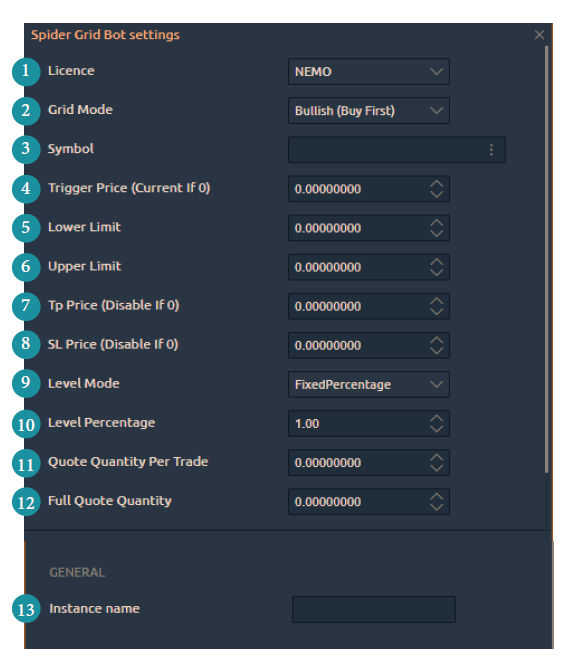 Spider Grid Bot settings
1 Licence NEMO
2 Grid Mode Bullish (Buy First)
3 Symbol
4 Trigger Price (Current If 0) 0.00000000
5 Lower Limit 0.00000000
6 Upper Limit 0.00000000
7 Tp Price (Disable If 0) 0.00000000
8 SL Price (Disable If 0) 0.00000000
9 Level Mode FixedPercentage
10 Level Percentage 1.00
11 Quote Quantity Per Trade 0.00000000
12 Full Quote Quantity 0.00000000
GENERAL
13 Instance name